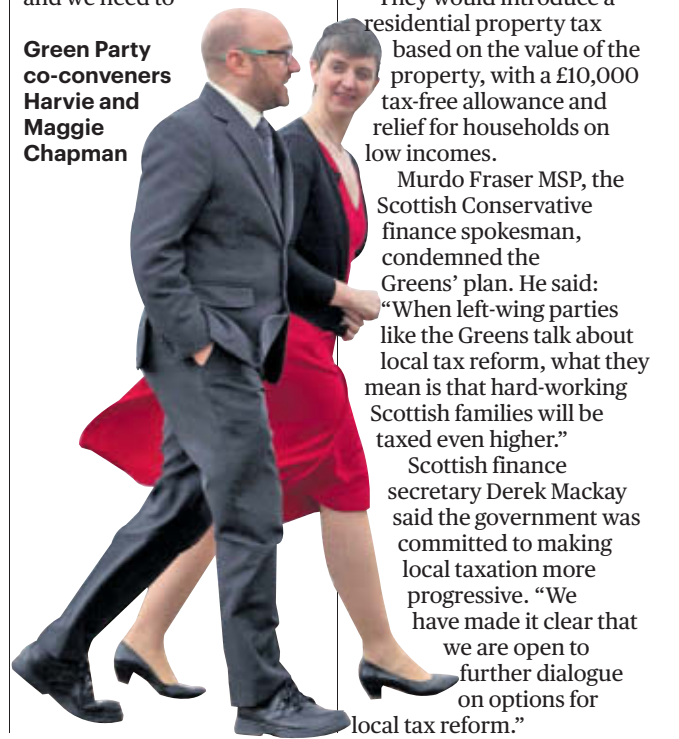 and we need to
Green Party
co-conveners
Harvie and
Maggie
Chapman
They would introduce a
residential property tax
based on the value of the
property, with a £10,000
tax-free allowance and
relief for households on
low incomes.
Murdo Fraser MSP, the
Scottish Conservative
finance spokesman,
condemned the
Greens’ plan. He said:
“When left-wing parties
like the Greens talk about
local tax reform, what they
mean is that hard-working
Scottish families will be
taxed even higher.”
Scottish finance
secretary Derek Mackay
said the government was
committed to making
local taxation more
progressive. “We
have made it clear that
we are open to
further dialogue
on options for
local tax reform.”